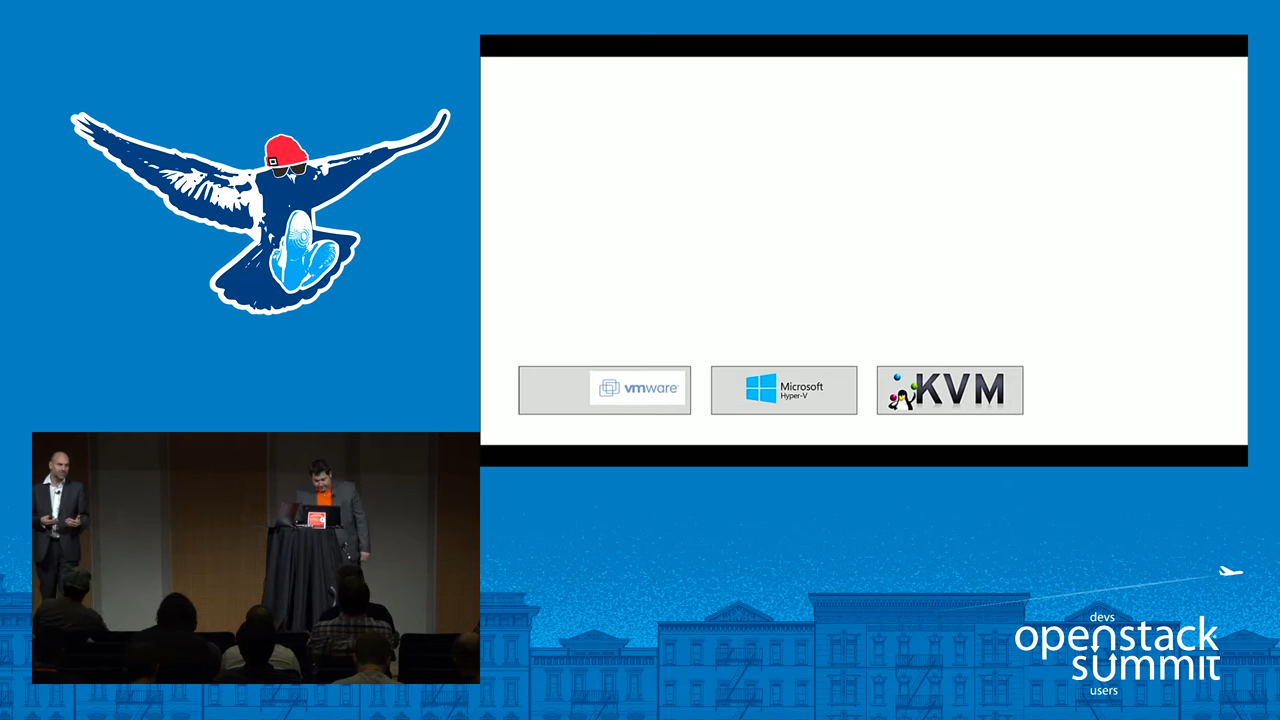 vmware
Microsoft
Hyper-V
KVM
devs
openstack
summit
users